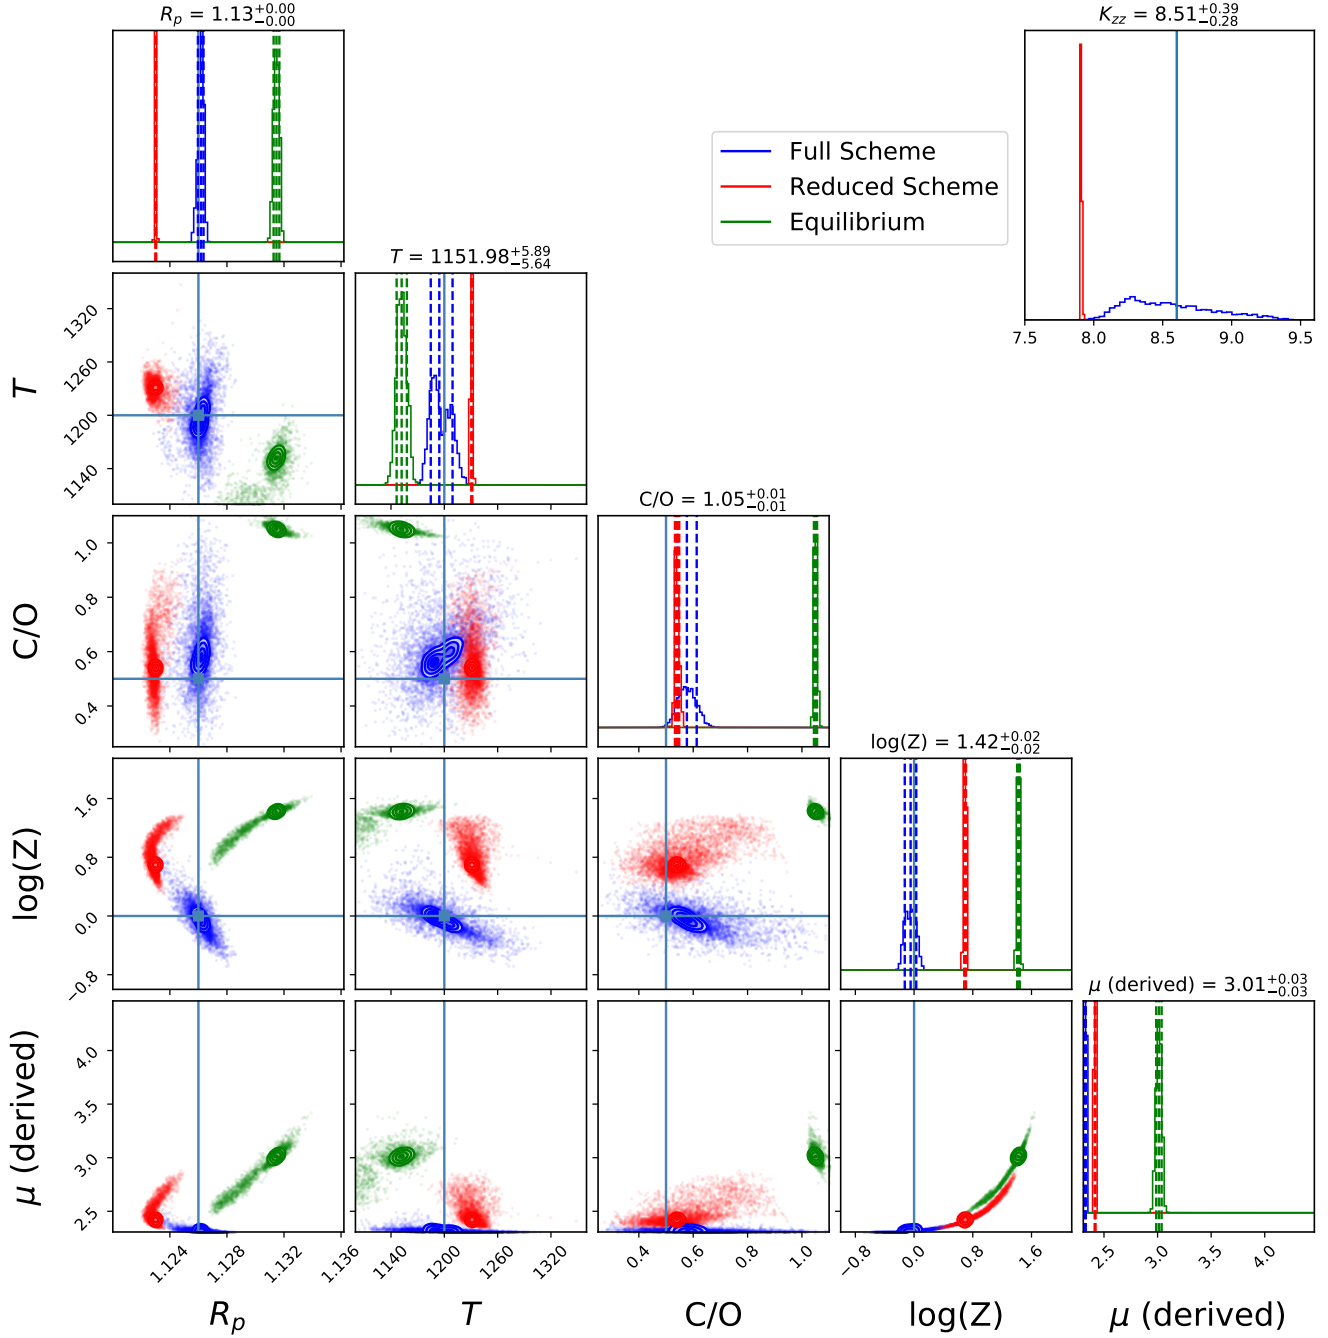 R_p = 1.13^{+0.00}_{-0.00}
K_{zz} = 8.51^{+0.39}_{-0.28}
Full Scheme
Reduced Scheme
Equilibrium
7.5 8.0 8.5 9.0 9.5
T = 1151.98^{+5.89}_{-5.64}
T
1320
1260
1200
1140
C/O = 1.05^{+0.01}_{-0.01}
C/O
1.0
0.8
0.6
0.4
log(Z) = 1.42^{+0.02}_{-0.02}
log(Z)
1.6
0.8
0.0
−0.8
μ (derived) = 3.01^{+0.03}_{-0.03}
μ (derived)
4.0
3.5
3.0
2.5
1.124 1.128 1.132 1.136 1140 1200 1260 1320 0.4 0.6 0.8 1.0 −0.8 0.0 0.8 1.6 2.5 3.0 3.5 4.0
R_p T C/O log(Z) μ (derived)